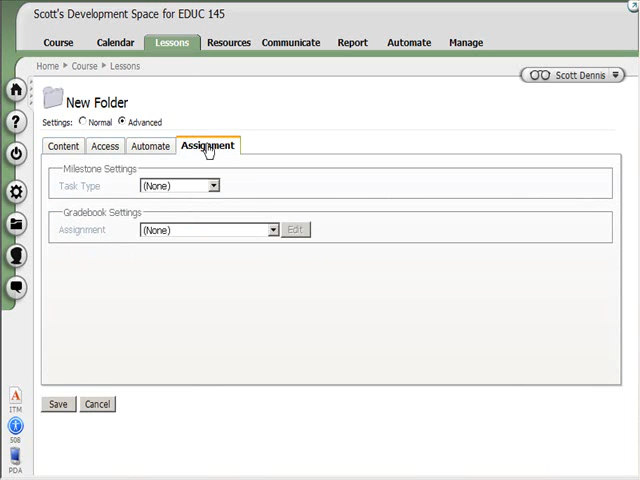 Scott's Development Space for EDUC 145
Course Calendar Lessons Resources Communicate Report Automate Manage
Home Course Lessons
Scott Dennis
New Folder
Settings: Normal Advanced
Content Access Automate Assignment
Milestone Settings
Task Type (None)
Gradebook Settings
Assignment (None) Edit
Save Cancel
ITM
508
PDA